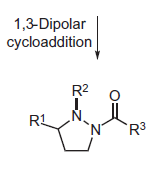 1,3-Dipolar
cycloaddition
R²
O
R¹
N
N
R³